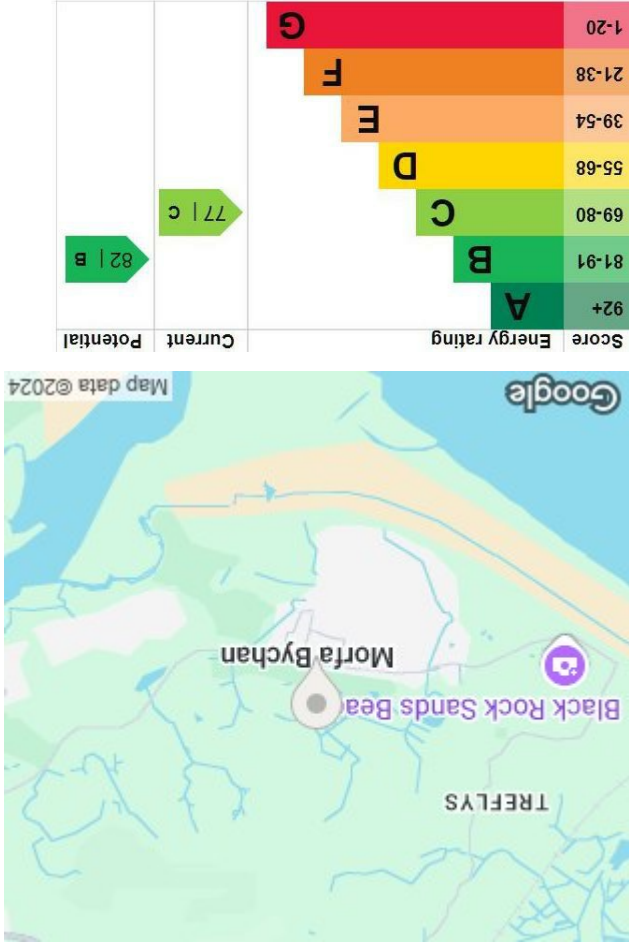 TREFLYS
Black Rock Sands Bea
Morfa Bychan
Google
Map data ©2024
Score Energy rating Current Potential
92+ A
81-91 B 82 | B
69-80 C 77 | C
55-68 D
39-54 E
21-38 F
1-20 G